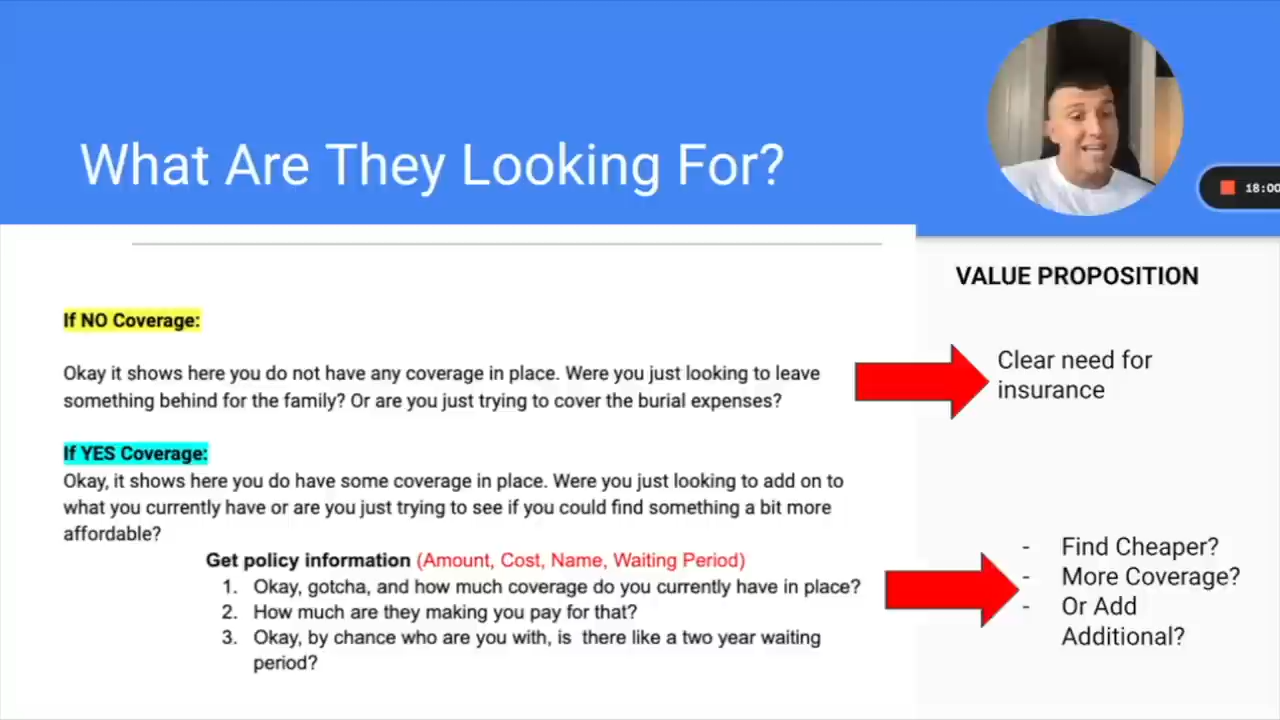 What Are They Looking For?
18:00
VALUE PROPOSITION
If NO Coverage:
Okay it shows here you do not have any coverage in place. Were you just looking to leave
something behind for the family? Or are you just trying to cover the burial expenses?
Clear need for
insurance
If YES Coverage:
Okay, it shows here you do have some coverage in place. Were you just looking to add on to
what you currently have or are you just trying to see if you could find something a bit more
affordable?
Get policy information (Amount, Cost, Name, Waiting Period)
1. Okay, gotcha, and how much coverage do you currently have in place?
2. How much are they making you pay for that?
3. Okay, by chance who are you with, is there like a two year waiting
period?
- Find Cheaper?
- More Coverage?
- Or Add
Additional?